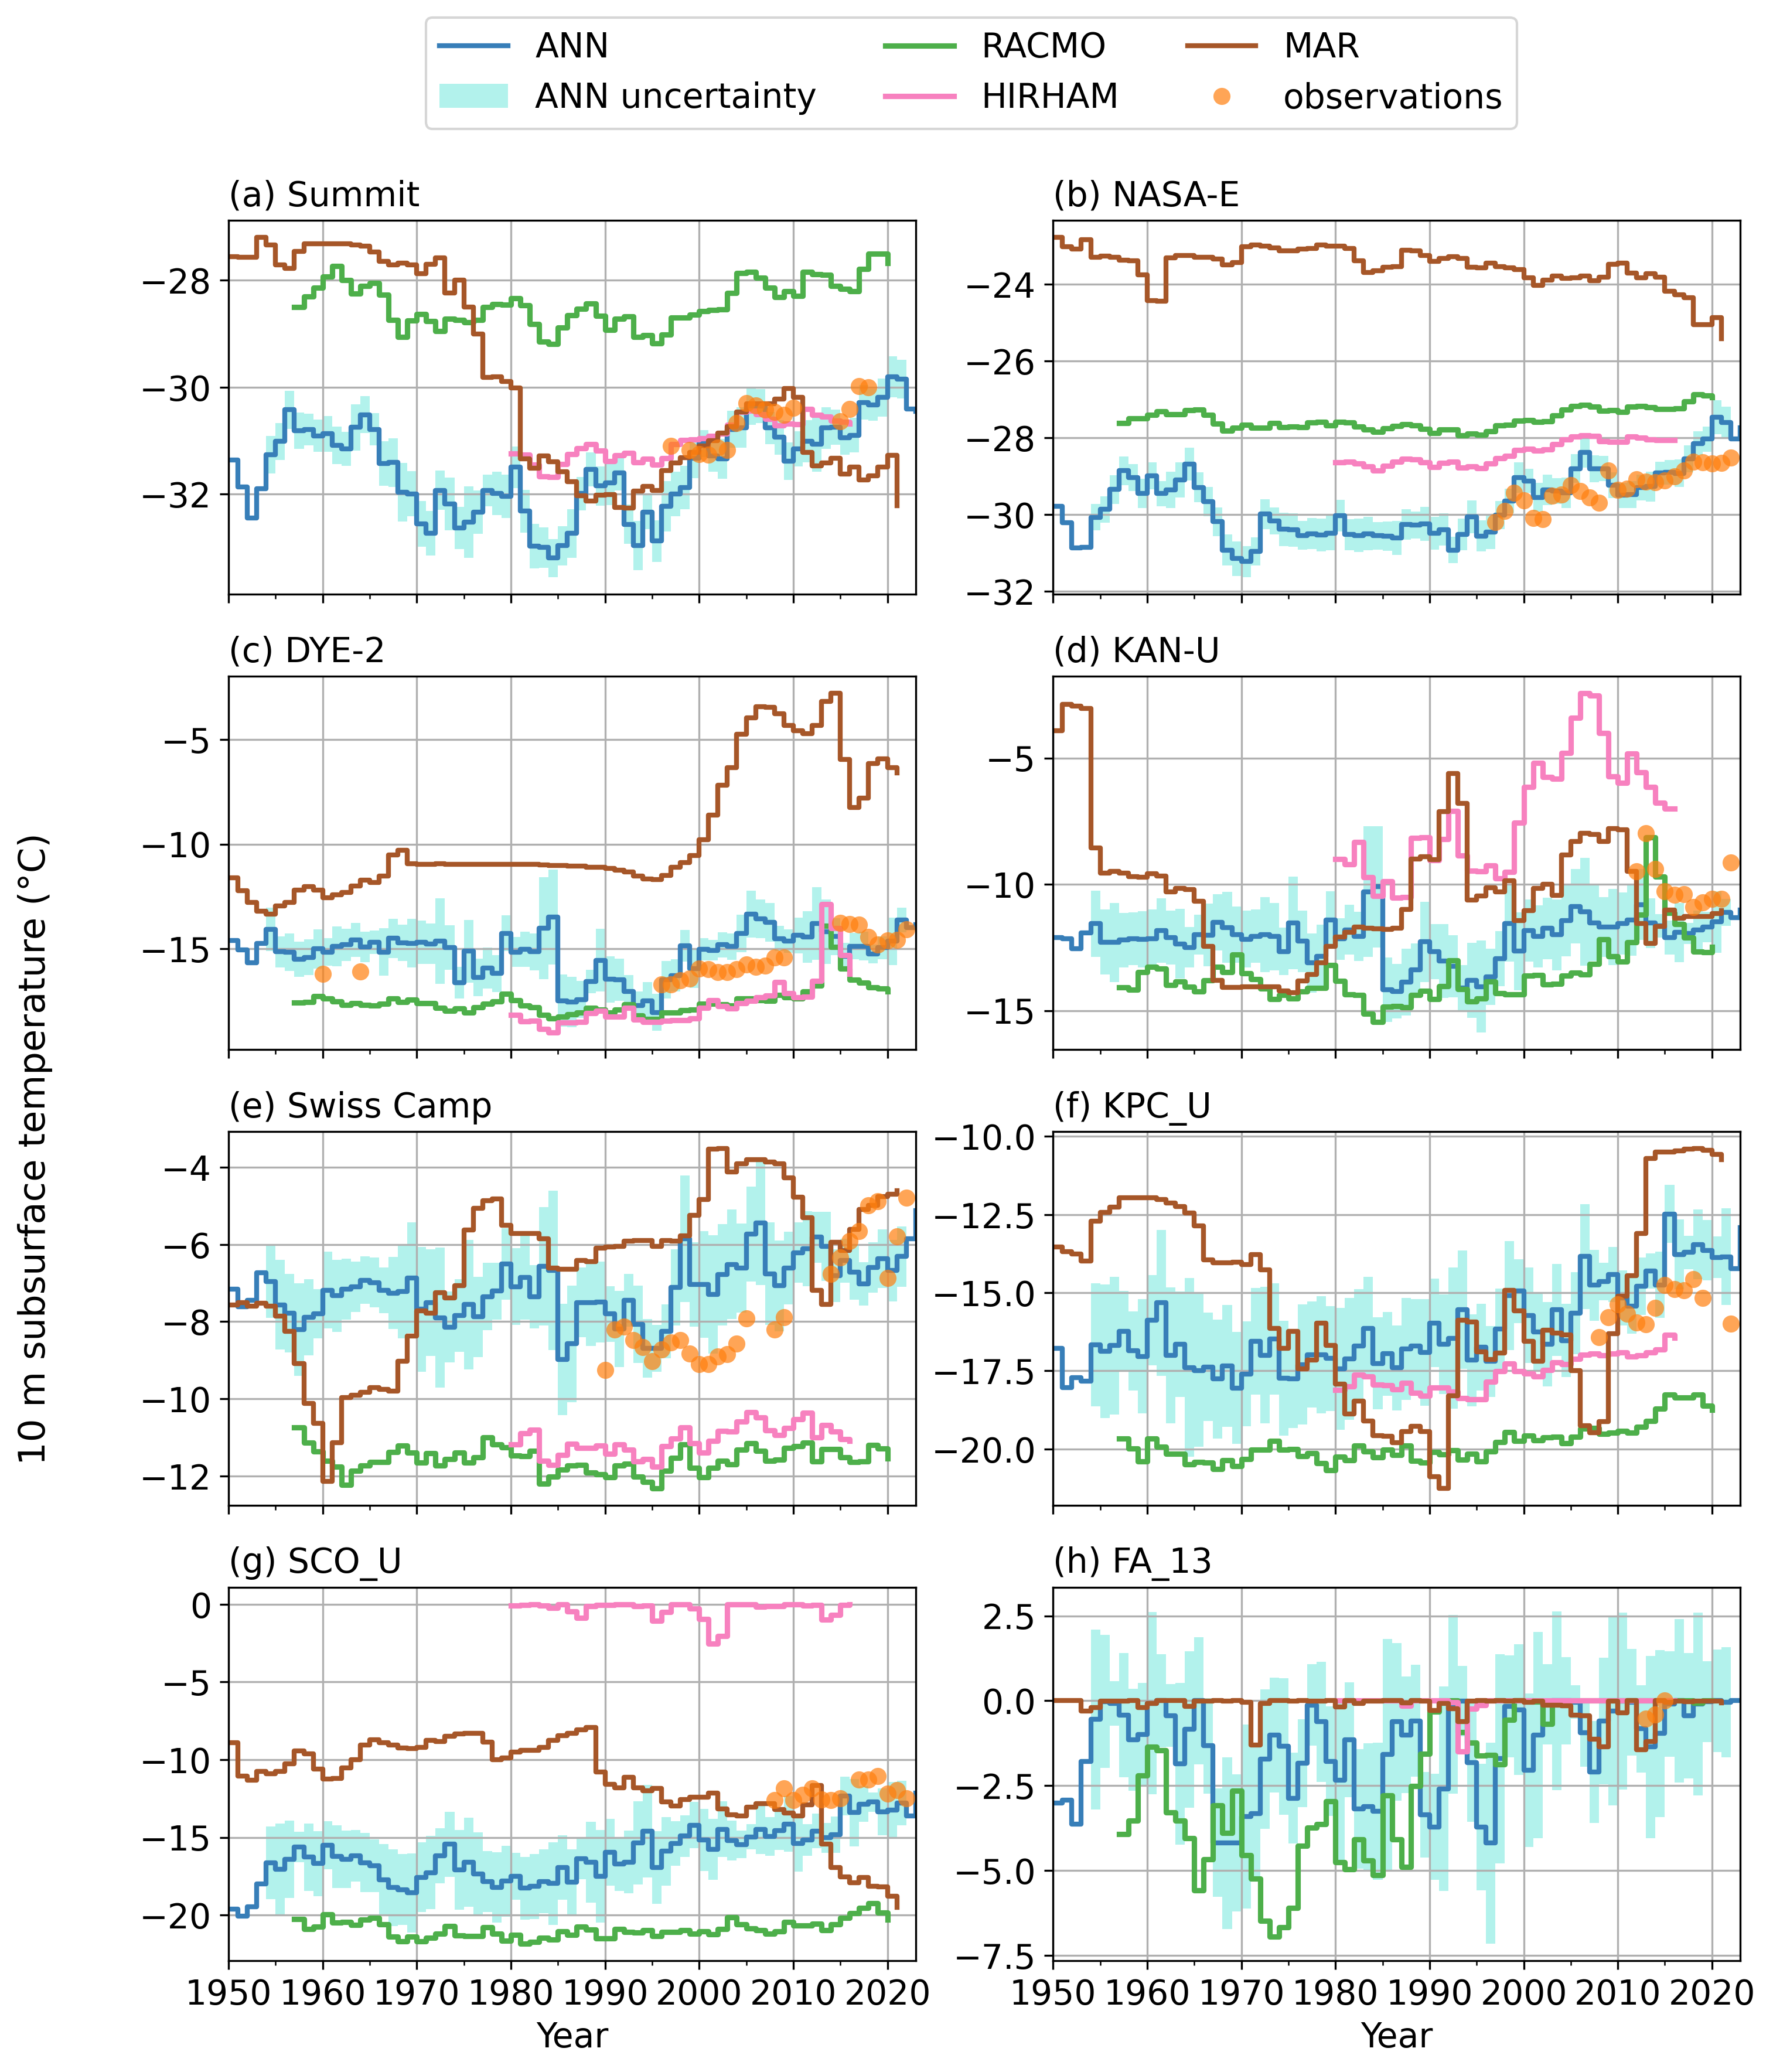 ANN RACMO MAR
ANN uncertainty HIRHAM observations
(a) Summit (b) NASA-E
−28 −30 −32
−24 −26 −28 −30 −32
(c) DYE-2 (d) KAN-U
−5 −10 −15
−5 −10 −15
(e) Swiss Camp (f) KPC_U
−4 −6 −8 −10 −12
−10.0 −12.5 −15.0 −17.5 −20.0
(g) SCO_U (h) FA_13
0 −5 −10 −15 −20
2.5 0.0 −2.5 −5.0 −7.5
1950 1960 1970 1980 1990 2000 2010 2020 1950 1960 1970 1980 1990 2000 2010 2020
Year Year
10 m subsurface temperature (°C)